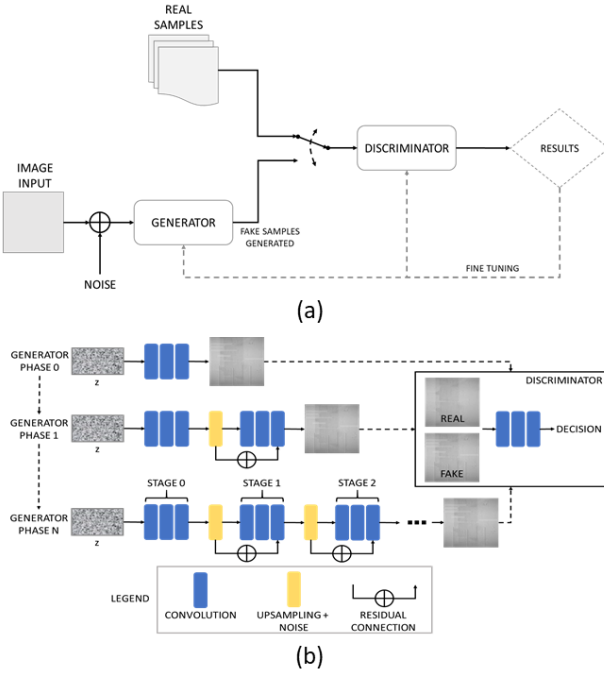 REAL
SAMPLES
IMAGE
INPUT
GENERATOR
NOISE
FAKE SAMPLES
GENERATED
DISCRIMINATOR
RESULTS
FINE TUNING
(a)
GENERATOR
PHASE 0
z
GENERATOR
PHASE 1
z
GENERATOR
PHASE N
z
STAGE 0
STAGE 1
STAGE 2
DISCRIMINATOR
REAL
FAKE
DECISION
LEGEND
CONVOLUTION
UPSAMPLING +
NOISE
RESIDUAL
CONNECTION
(b)